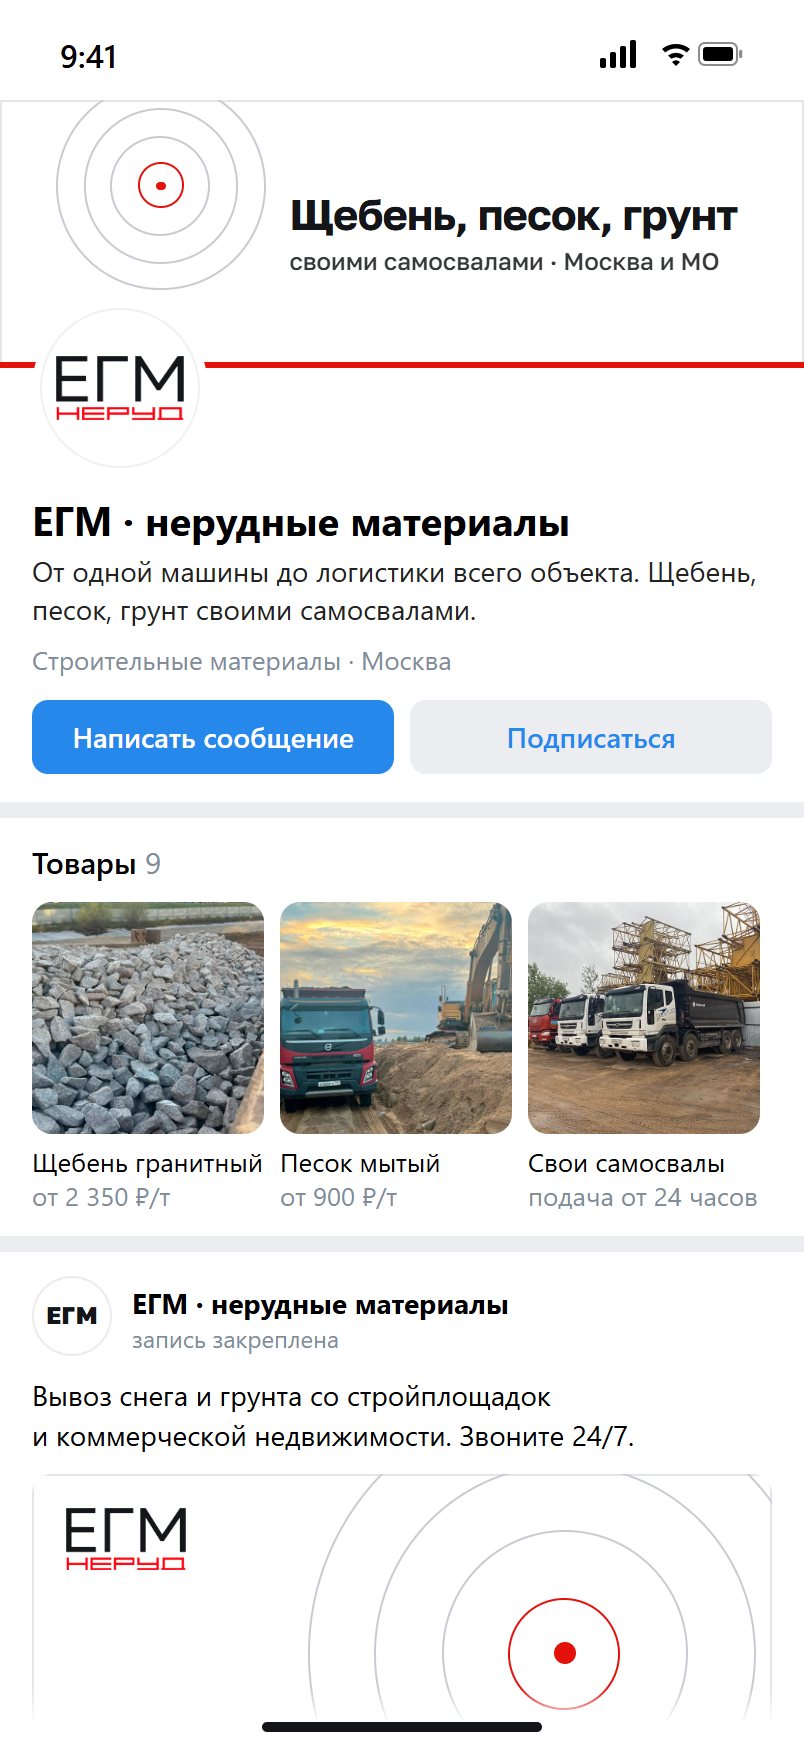 9:41
Щебень, песок, грунт
своими самосвалами · Москва и МО
ЕГМ
НЕРУД
ЕГМ · нерудные материалы
От одной машины до логистики всего объекта. Щебень,
песок, грунт своими самосвалами.
Строительные материалы · Москва
Написать сообщение
Подписаться
Товары 9
Щебень гранитный
от 2 350 ₽/т
Песок мытый
от 900 ₽/т
Свои самосвалы
подача от 24 часов
ЕГМ
ЕГМ · нерудные материалы
запись закреплена
Вывоз снега и грунта со стройплощадок
и коммерческой недвижимости. Звоните 24/7.
ЕГМ
НЕРУД